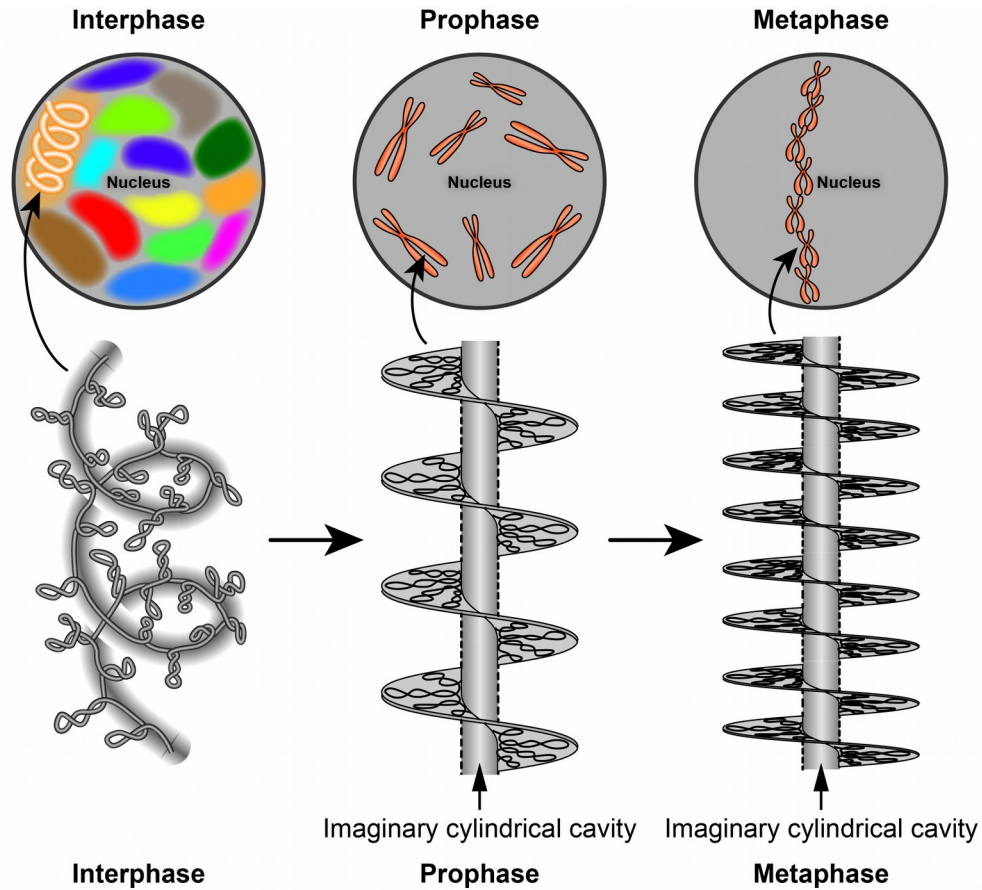 Interphase
Prophase
Metaphase
Nucleus
Nucleus
Nucleus
Imaginary cylindrical cavity
Imaginary cylindrical cavity
Interphase
Prophase
Metaphase